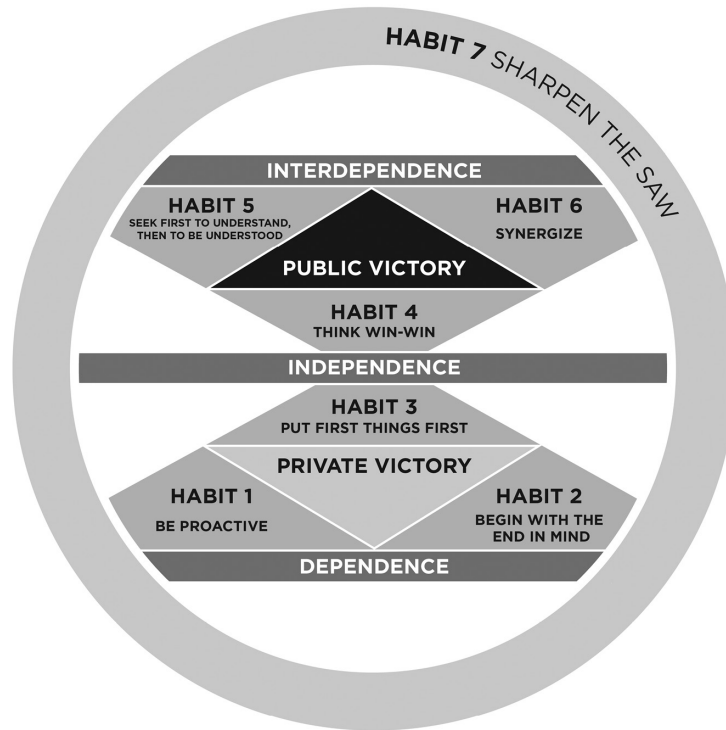 HABIT 7 SHARPEN THE SAW
INTERDEPENDENCE
HABIT 5
SEEK FIRST TO UNDERSTAND,
THEN TO BE UNDERSTOOD
HABIT 6
SYNERGIZE
PUBLIC VICTORY
HABIT 4
THINK WIN-WIN
INDEPENDENCE
HABIT 3
PUT FIRST THINGS FIRST
PRIVATE VICTORY
HABIT 1
BE PROACTIVE
HABIT 2
BEGIN WITH THE
END IN MIND
DEPENDENCE